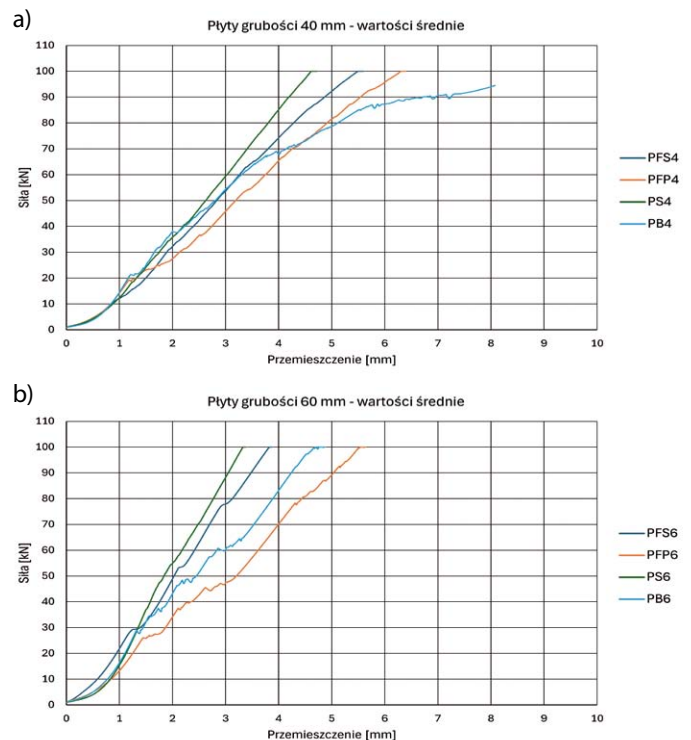 a)
Płyty grubości 40 mm - wartości średnie
110
100
90
80
70
60
50
40
30
20
10
0
Siła [kN]
0 1 2 3 4 5 6 7 8 9 10
Przemieszczenie [mm]
PFS4
PFP4
PS4
PB4
b)
Płyty grubości 60 mm - wartości średnie
110
100
90
80
70
60
50
40
30
20
10
0
Siła [kN]
0 1 2 3 4 5 6 7 8 9 10
Przemieszczenie [mm]
PFS6
PFP6
PS6
PB6